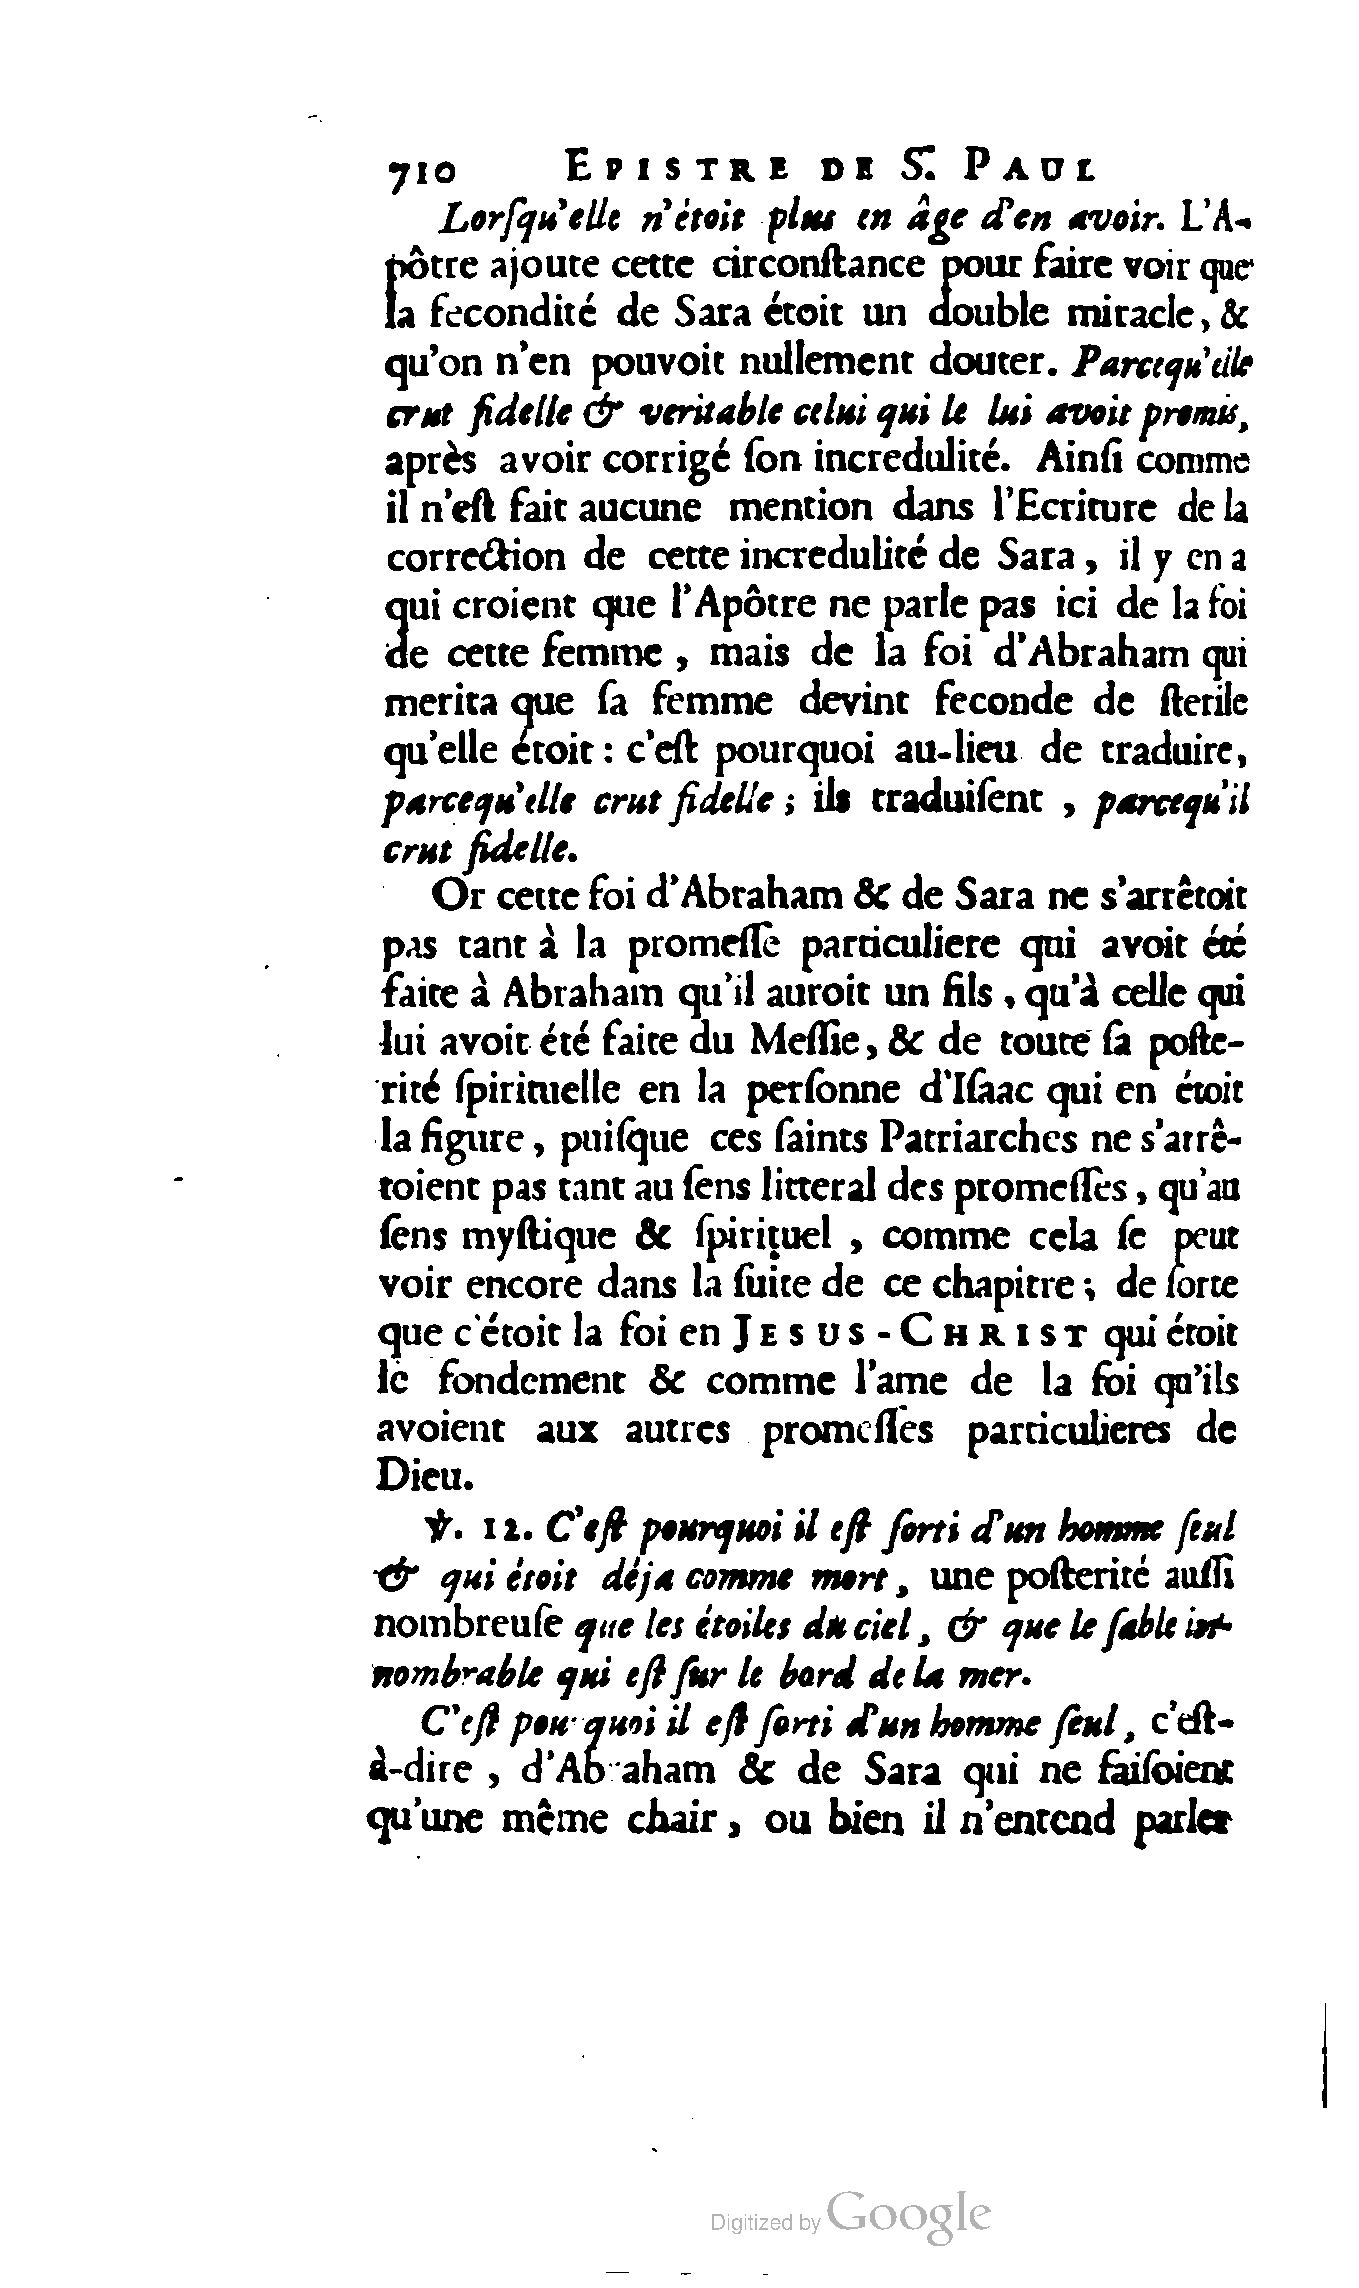 710 EPISTRE DE S. PAUL
Lorſqu'elle n'étoit plus en âge d'en avoir. L'A-
pôtre ajoute cette circonſtance pour faire voir que
la fecondité de Sara étoit un double miracle, &
qu'on n'en pouvoit nullement douter. Parcequ'elle
crut fidelle & veritable celui qui le lui avoit promis,
après avoir corrigé ſon incredulité. Ainſi comme
il n'eſt fait aucune mention dans l'Ecriture de la
correction de cette incredulité de Sara, il y en a
qui croient que l'Apôtre ne parle pas ici de la foi
de cette femme, mais de la foi d'Abraham qui
merita que ſa femme devint feconde de ſterile
qu'elle étoit : c'eſt pourquoi au-lieu de traduire,
parcequ'elle crut fidelle ; ils traduiſent, parcequ'il
crut fidelle.
Or cette foi d'Abraham & de Sara ne s'arrêtoit
pas tant à la promeſſe particuliere qui avoit été
faite à Abraham qu'il auroit un fils, qu'à celle qui
lui avoit été faite du Meſſie, & de toute ſa poſte-
rité ſpirituelle en la perſonne d'Iſaac qui en étoit
la figure, puiſque ces ſaints Patriarches ne s'arrê-
toient pas tant au ſens litteral des promeſſes, qu'au
ſens myſtique & ſpirituel, comme cela ſe peut
voir encore dans la ſuite de ce chapitre ; de ſorte
que c'étoit la foi en JESUS-CHRIST qui étoit
le fondement & comme l'ame de la foi qu'ils
avoient aux autres promeſſes particulieres de
Dieu.
℣. 12. C'eſt pourquoi il eſt ſorti d'un homme ſeul
& qui étoit déja comme mort, une poſterité auſſi
nombreuſe que les étoiles du ciel, & que le ſable in-
nombrable qui eſt ſur le bord de la mer.
C'eſt pourquoi il eſt ſorti d'un homme ſeul, c'eſt-
à-dire, d'Abraham & de Sara qui ne faiſoient
qu'une même chair, ou bien il n'entend parler
Digitized by Google